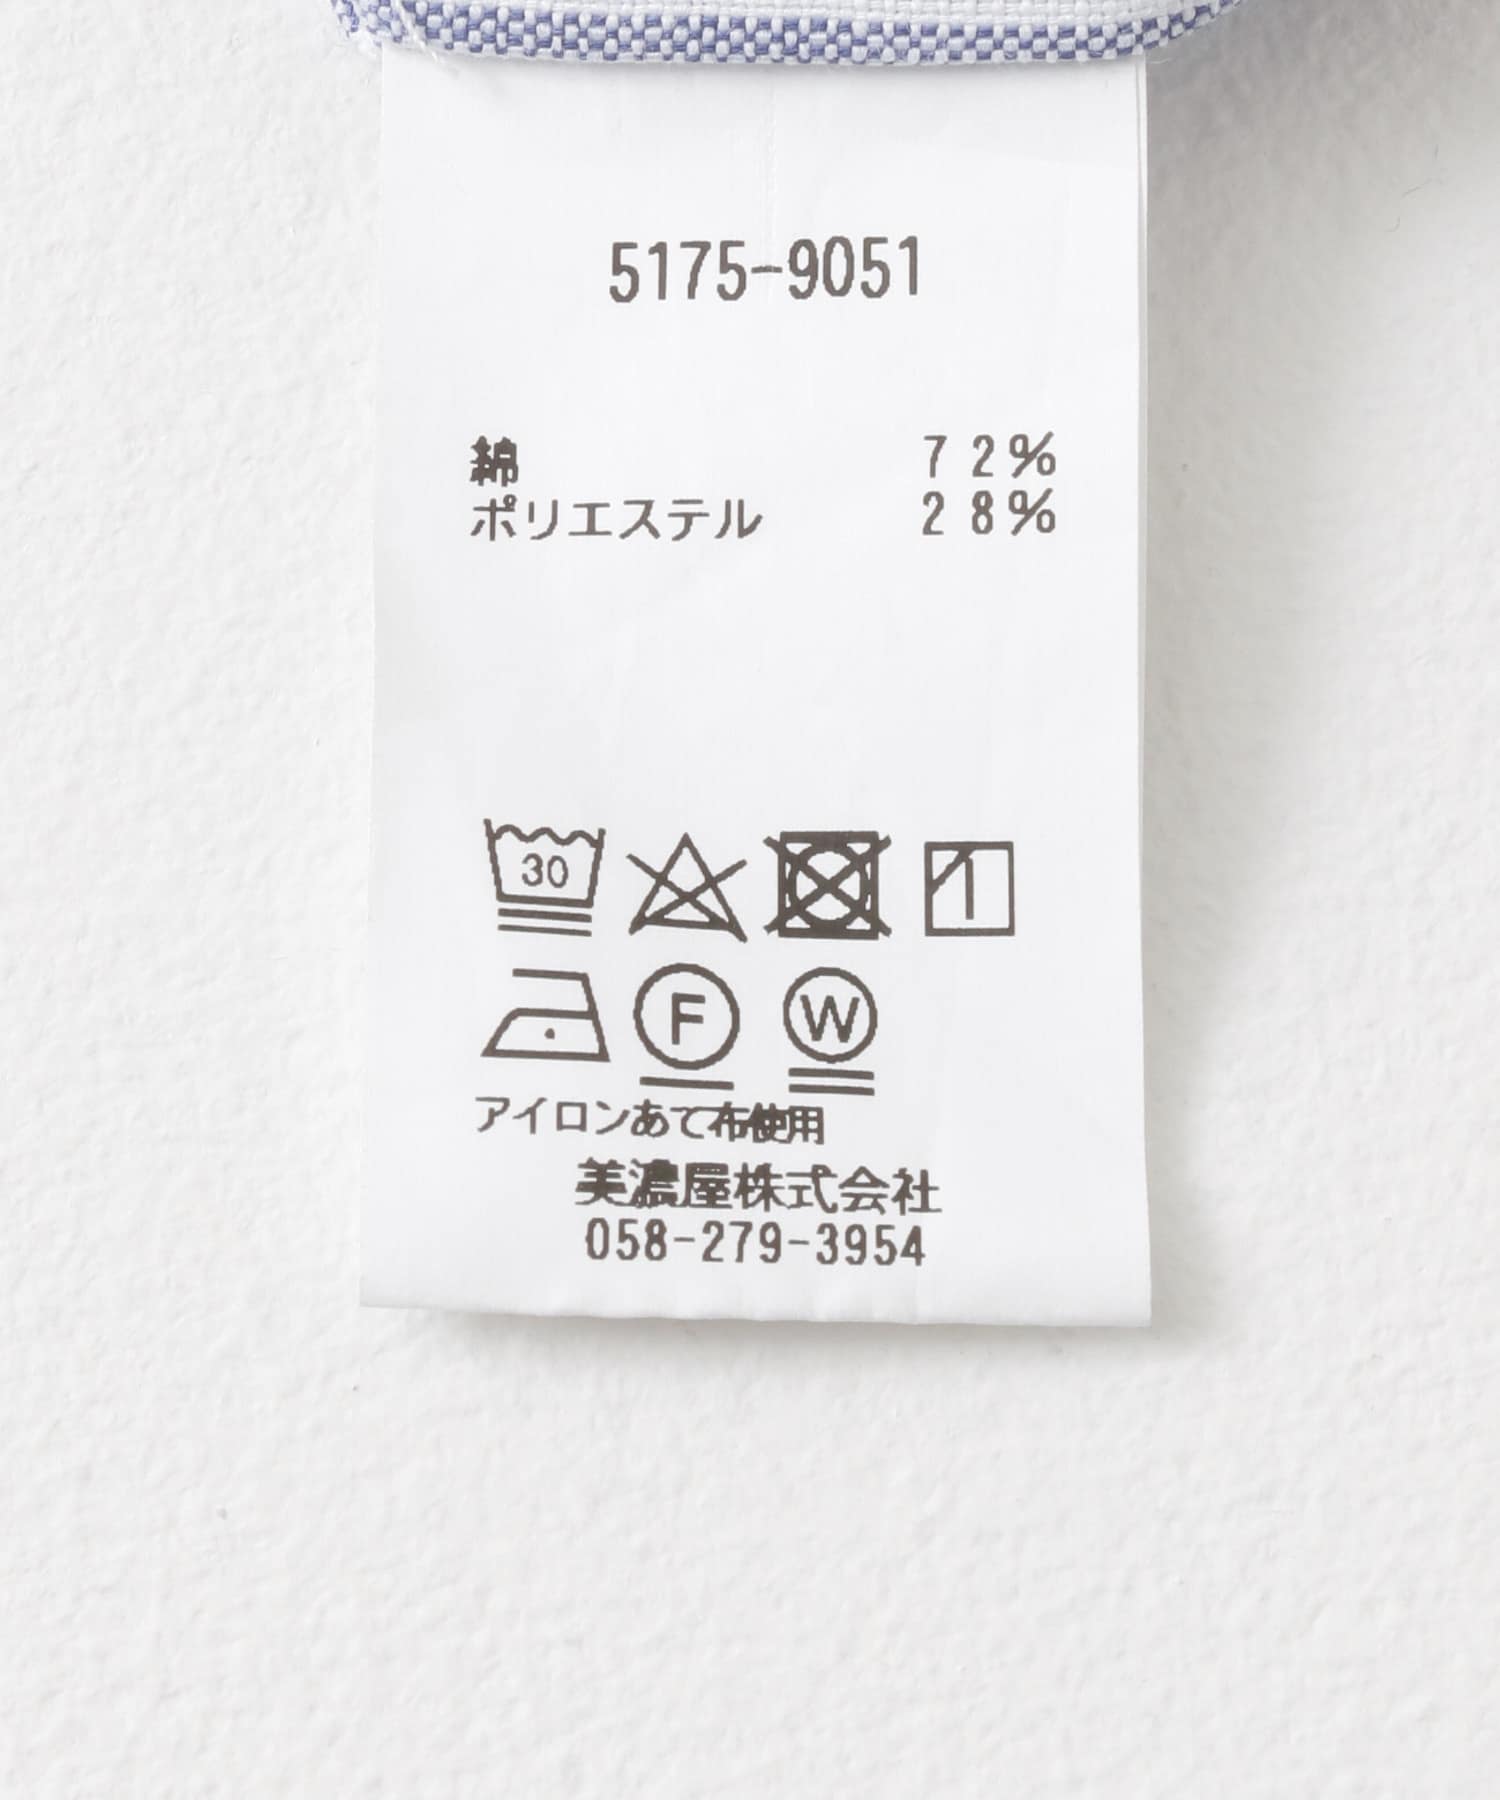 5175-9051
綿 72%
ポリエステル 28%
30
1
F W
アイロンあて布使用
美濃屋株式会社
058-279-3954